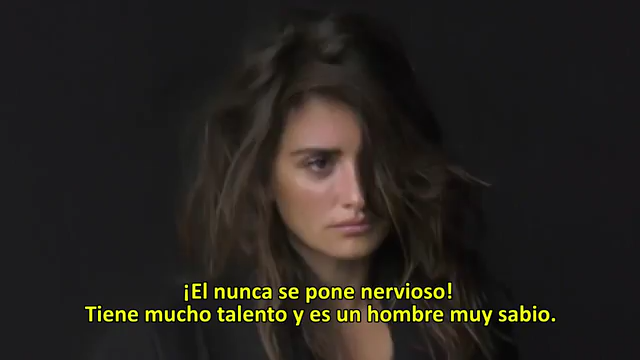 ¡El nunca se pone nervioso!
Tiene mucho talento y es un hombre muy sabio.